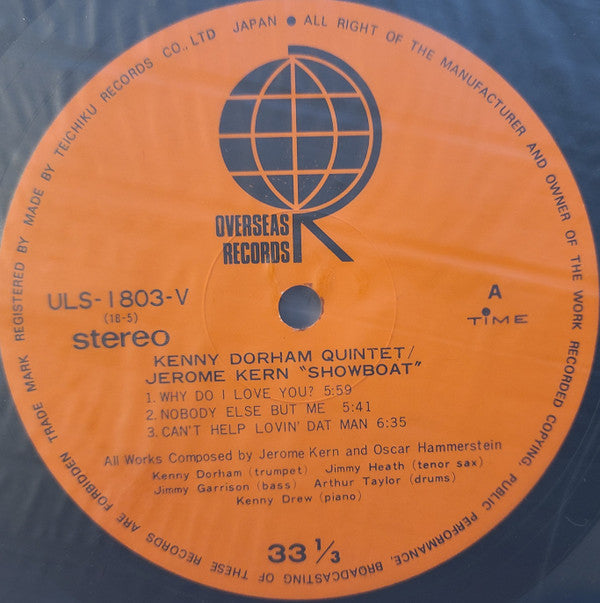 TRADE MARK REGISTERED BY MADE BY TEICHIKU RECORDS CO., LTD JAPAN • ALL RIGHT OF THE MANUFACTURER AND OWNER OF THE WORK RECORDED COPYING, PUBLIC PERFORMANCE, BROADCASTING OF THESE RECORDS ARE FORBIDDEN
R
OVERSEAS
RECORDS
ULS-1803-V
(18-5)
stereo
A
TIME
KENNY DORHAM QUINTET/
JEROME KERN "SHOWBOAT"
1. WHY DO I LOVE YOU? 5:59
2. NOBODY ELSE BUT ME 5:41
3. CAN'T HELP LOVIN' DAT MAN 6:35
All Works Composed by Jerome Kern and Oscar Hammerstein
Kenny Dorham (trumpet) Jimmy Heath (tenor sax)
Jimmy Garrison (bass) Arthur Taylor (drums)
Kenny Drew (piano)
33 1/3